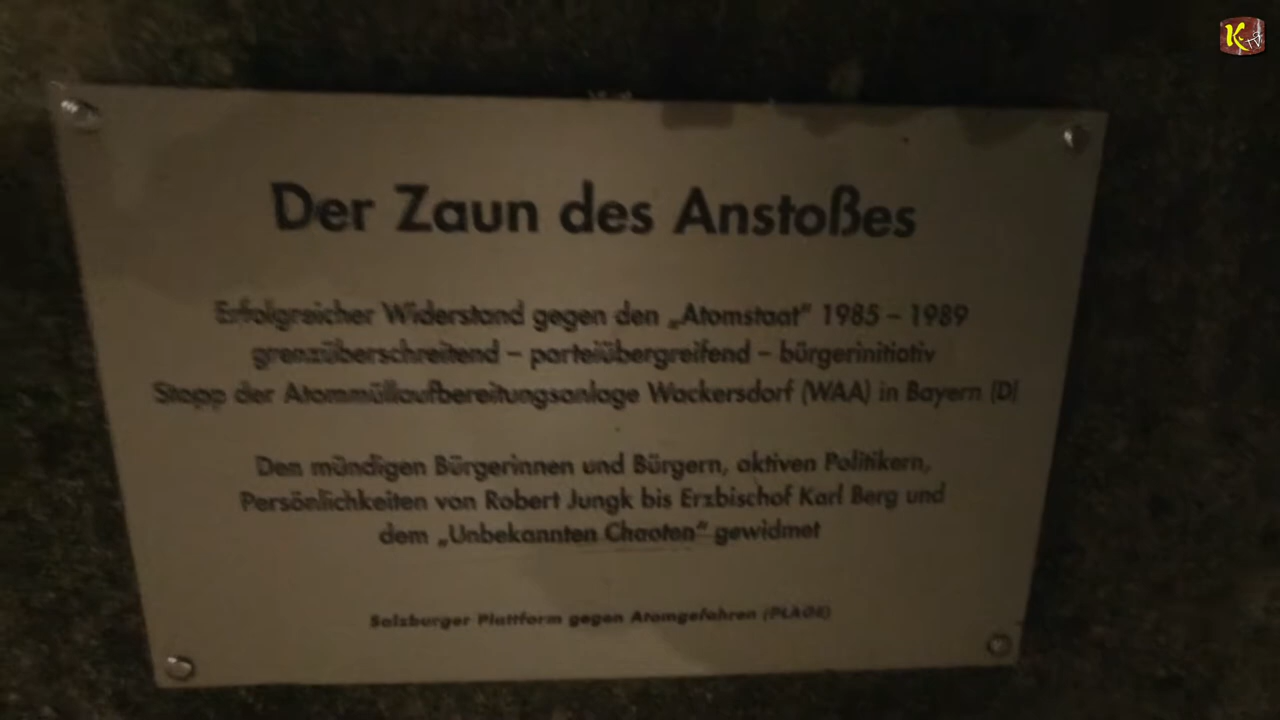 Der Zaun des Anstoßes
Erfolgreicher Widerstand gegen den „Atomstaat“ 1985 – 1989
grenzüberschreitend – parteiübergreifend – bürgerinitiativ
Stopp der Atommüllaufbereitungsanlage Wackersdorf (WAA) in Bayern (D)
Den mündigen Bürgerinnen und Bürgern, aktiven Politikern,
Persönlichkeiten von Robert Jungk bis Erzbischof Karl Berg und
dem „Unbekannten Chaoten“ gewidmet
Salzburger Plattform gegen Atomgefahren (PLAGE)